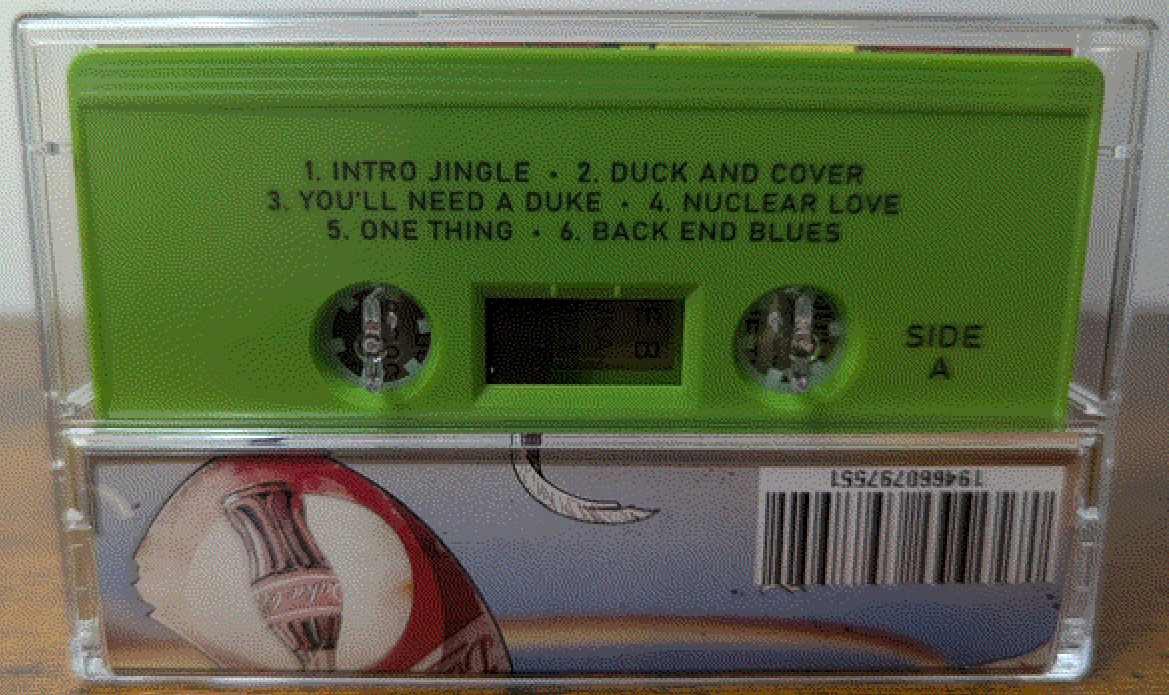 1. INTRO JINGLE • 2. DUCK AND COVER
3. YOU'LL NEED A DUKE • 4. NUCLEAR LOVE
5. ONE THING • 6. BACK END BLUES
SIDE
A
194660797551